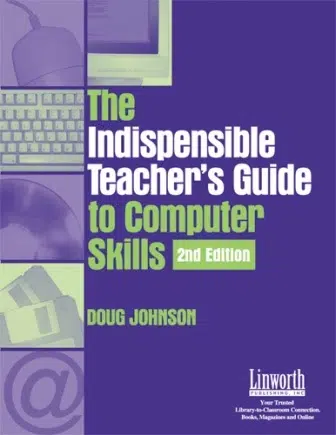 The
Indispensible
Teacher's Guide
to Computer
Skills 2nd Edition
DOUG JOHNSON
@
Linworth
PUBLISHING, INC
Your Trusted
Library-to-Classroom Connection.
Books, Magazines and Online